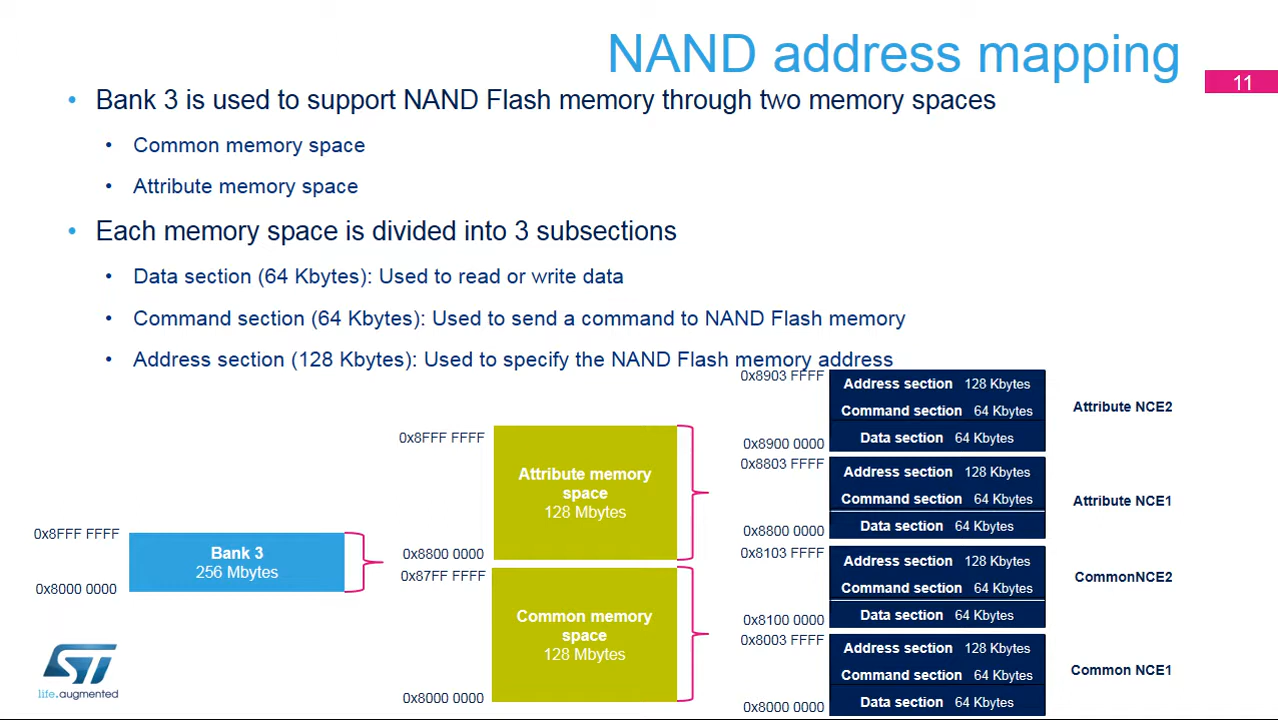 NAND address mapping
11
• Bank 3 is used to support NAND Flash memory through two memory spaces
• Common memory space
• Attribute memory space
• Each memory space is divided into 3 subsections
• Data section (64 Kbytes): Used to read or write data
• Command section (64 Kbytes): Used to send a command to NAND Flash memory
• Address section (128 Kbytes): Used to specify the NAND Flash memory address
0x8FFF FFFF
Bank 3
256 Mbytes
0x8000 0000
0x8FFF FFFF
Attribute memory
space
128 Mbytes
0x8800 0000
0x87FF FFFF
Common memory
space
128 Mbytes
0x8000 0000
0x8903 FFFF
Address section 128 Kbytes
Command section 64 Kbytes
Data section 64 Kbytes
0x8900 0000
Attribute NCE2
0x8803 FFFF
Address section 128 Kbytes
Command section 64 Kbytes
Data section 64 Kbytes
0x8800 0000
Attribute NCE1
0x8103 FFFF
Address section 128 Kbytes
Command section 64 Kbytes
Data section 64 Kbytes
0x8100 0000
CommonNCE2
0x8003 FFFF
Address section 128 Kbytes
Command section 64 Kbytes
Data section 64 Kbytes
0x8000 0000
Common NCE1
ST
life.augmented